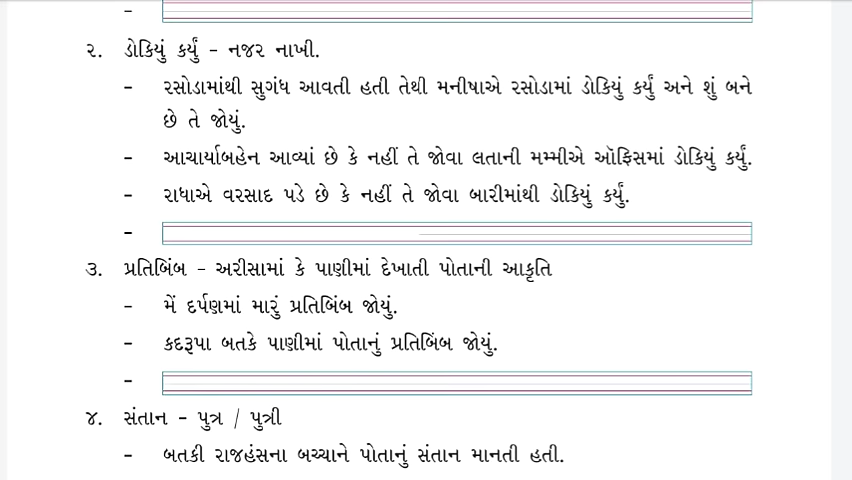 -
૨. ડોકિયું કર્યું - નજર નાખી.
- રસોડામાંથી સુગંધ આવતી હતી તેથી મનીષાએ રસોડામાં ડોકિયું કર્યું અને શું બને
છે તે જોયું.
- આચાર્યાબહેન આવ્યાં છે કે નહીં તે જોવા લતાની મમ્મીએ ઑફિસમાં ડોકિયું કર્યું.
- રાધાએ વરસાદ પડે છે કે નહીં તે જોવા બારીમાંથી ડોકિયું કર્યું.
-
૩. પ્રતિબિંબ - અરીસામાં કે પાણીમાં દેખાતી પોતાની આકૃતિ
- મેં દર્પણમાં મારું પ્રતિબિંબ જોયું.
- કદરૂપા બતકે પાણીમાં પોતાનું પ્રતિબિંબ જોયું.
-
૪. સંતાન - પુત્ર / પુત્રી
- બતકી રાજહંસના બચ્ચાને પોતાનું સંતાન માનતી હતી.